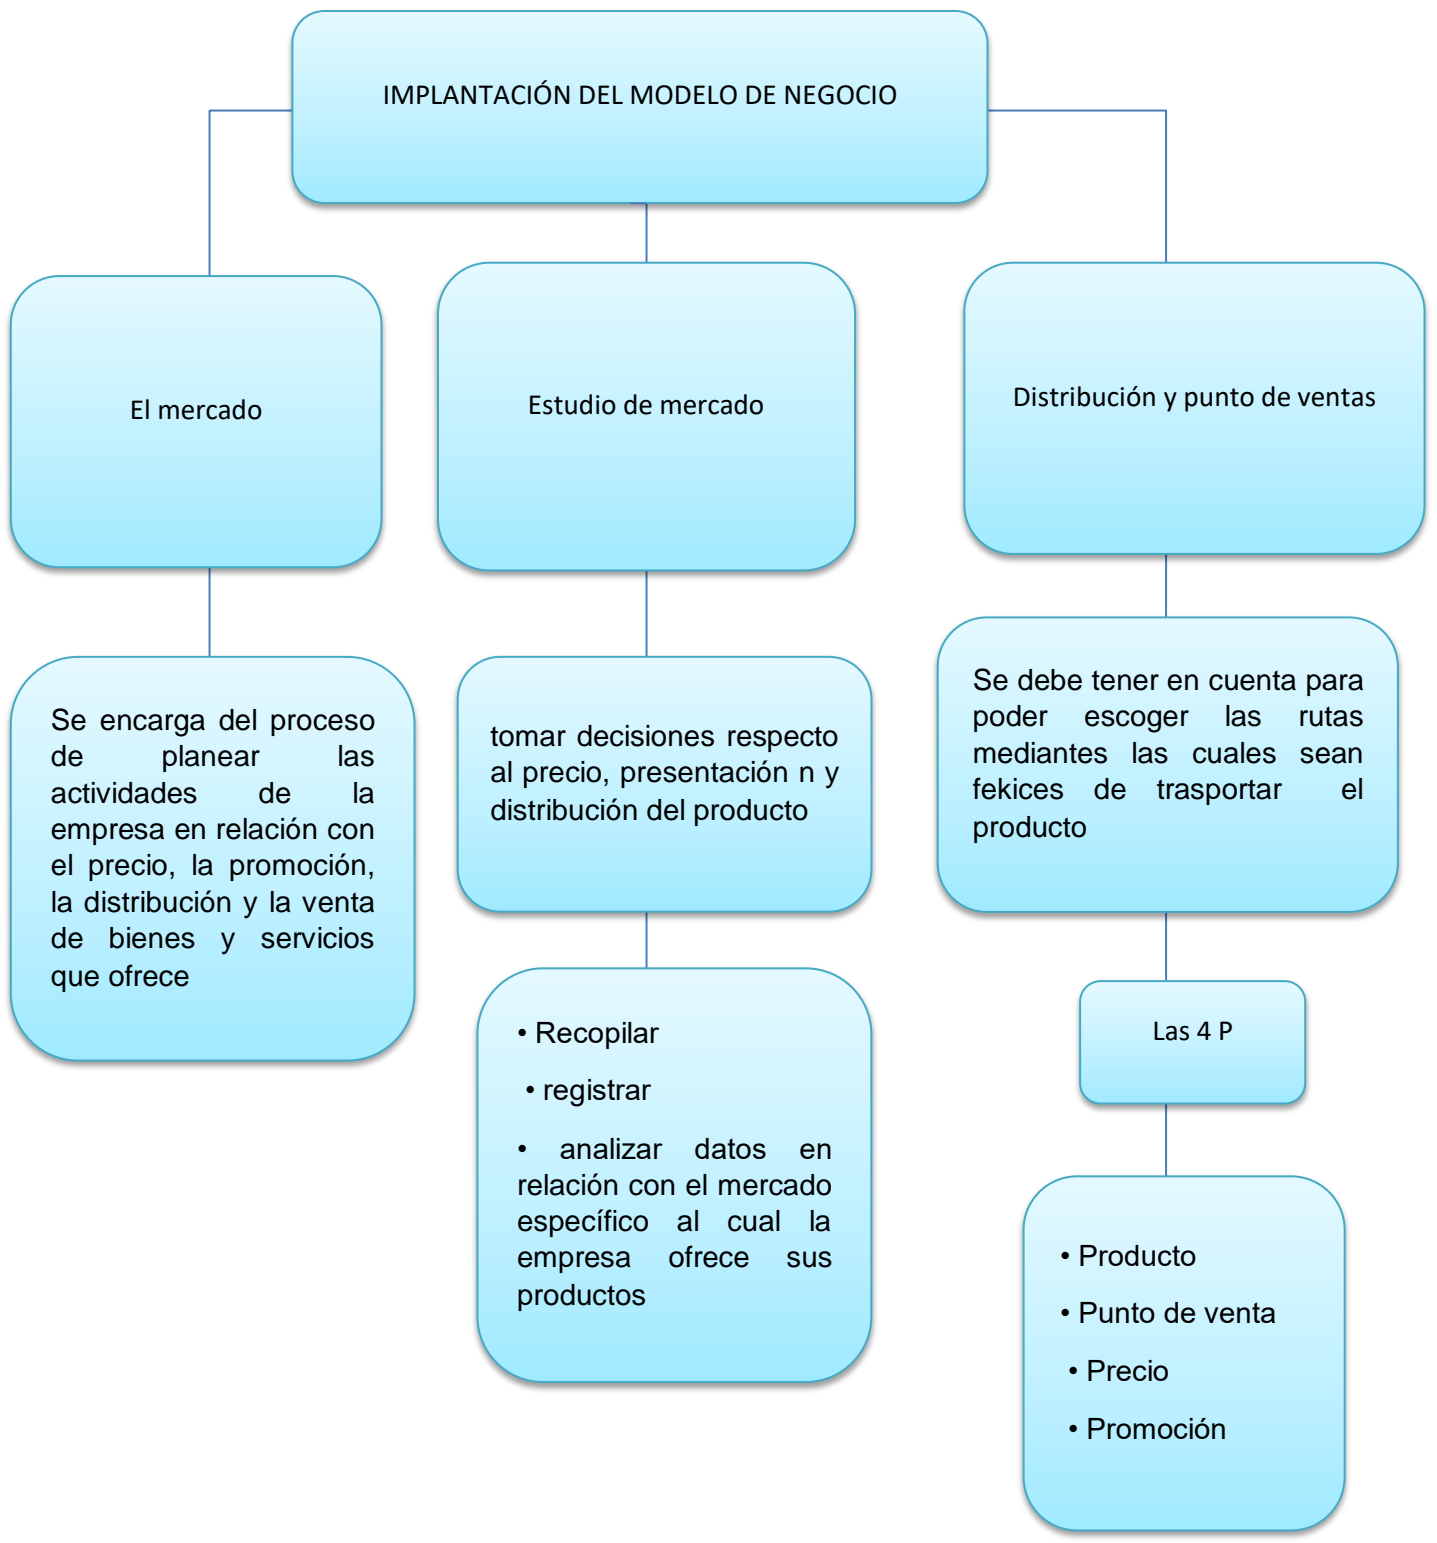 IMPLANTACIÓN DEL MODELO DE NEGOCIO
El mercado
Se encarga del proceso
de planear las
actividades de la
empresa en relación con
el precio, la promoción,
la distribución y la venta
de bienes y servicios
que ofrece
Estudio de mercado
tomar decisiones respecto
al precio, presentación n y
distribución del producto
• Recopilar
• registrar
• analizar datos en
relación con el mercado
específico al cual la
empresa ofrece sus
productos
Distribución y punto de ventas
Se debe tener en cuenta para
poder escoger las rutas
mediantes las cuales sean
fekices de trasportar el
producto
Las 4 P
• Producto
• Punto de venta
• Precio
• Promoción